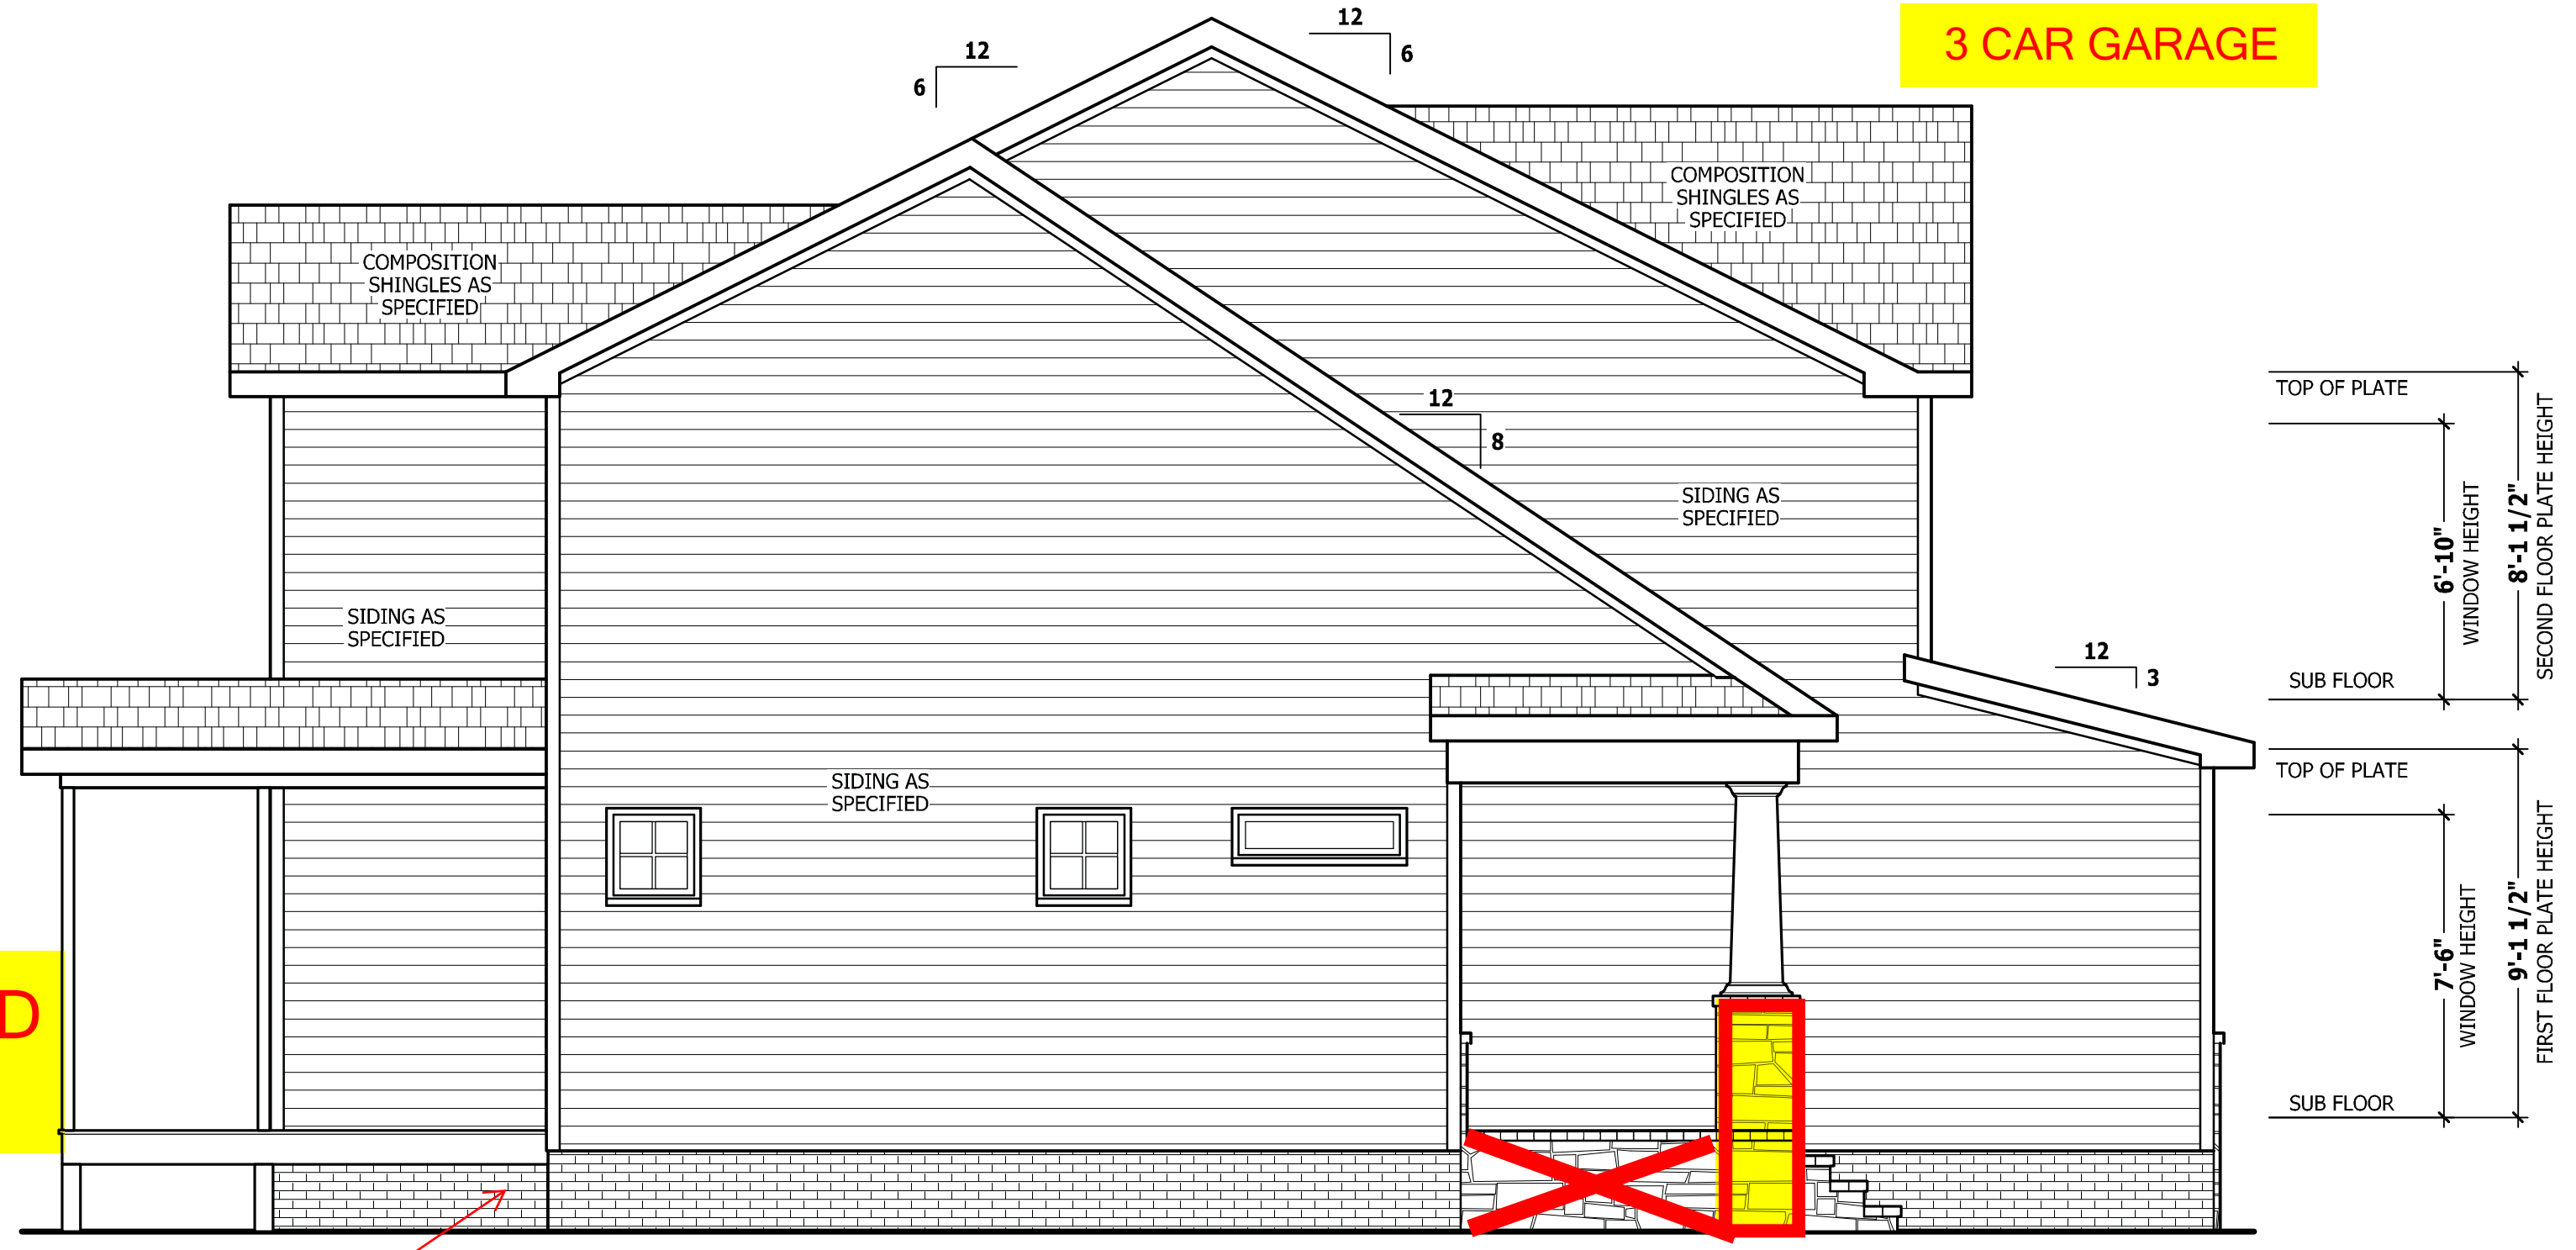 12
6
12
6
3 CAR GARAGE
COMPOSITION
SHINGLES AS
SPECIFIED
COMPOSITION
SHINGLES AS
SPECIFIED
12
8
SIDING AS
SPECIFIED
SIDING AS
SPECIFIED
SIDING AS
SPECIFIED
12
3
TOP OF PLATE
6'-10"
WINDOW HEIGHT
8'-1 1/2"
SECOND FLOOR PLATE HEIGHT
SUB FLOOR
TOP OF PLATE
7'-6"
WINDOW HEIGHT
9'-1 1/2"
FIRST FLOOR PLATE HEIGHT
SUB FLOOR
D